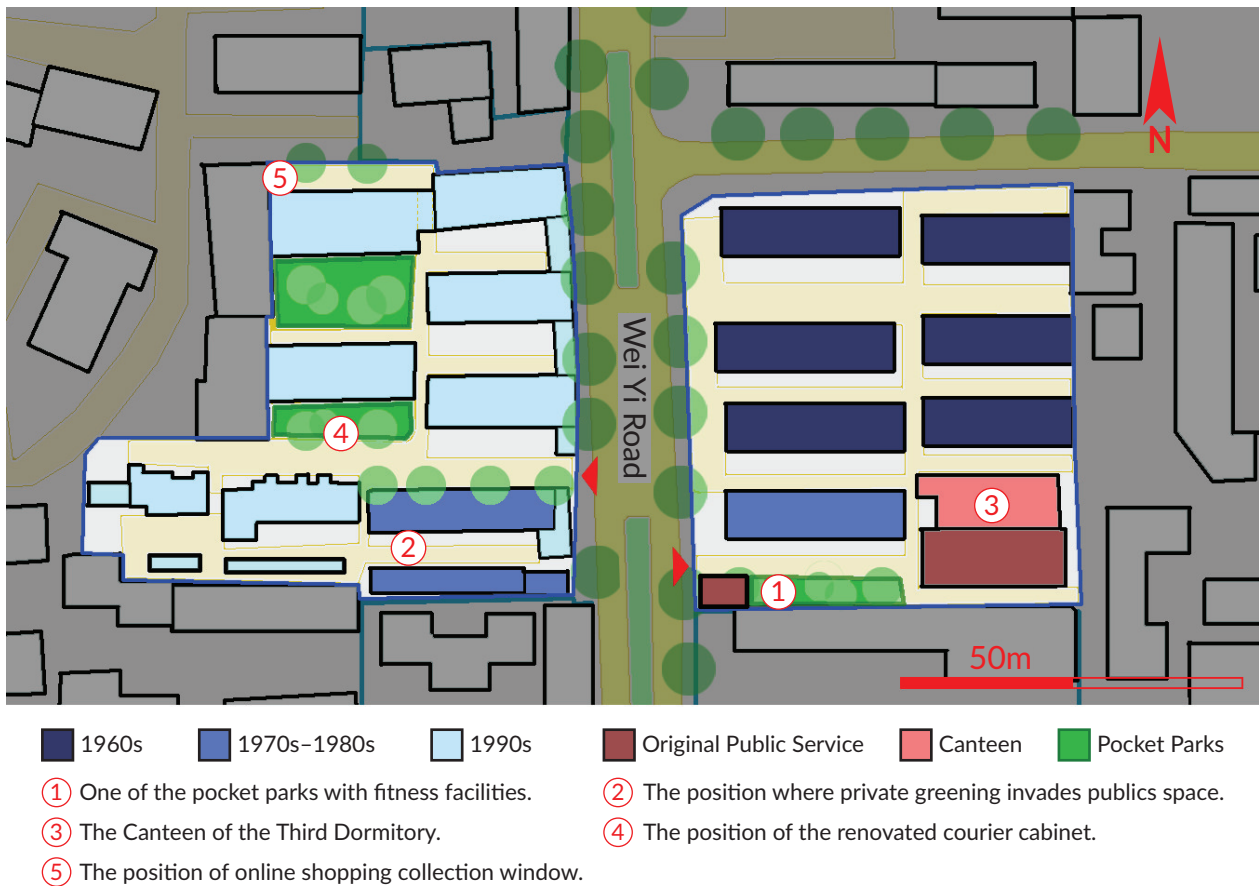 N
5
Wei Yi Road
4
3
2
1
50m
1960s 1970s–1980s 1990s Original Public Service Canteen Pocket Parks
1 One of the pocket parks with fitness facilities. 2 The position where private greening invades publics space.
3 The Canteen of the Third Dormitory. 4 The position of the renovated courier cabinet.
5 The position of online shopping collection window.